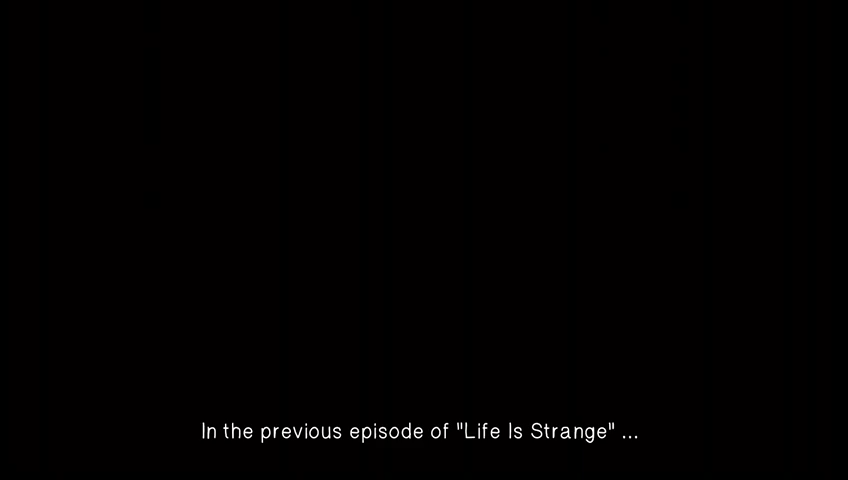 In the previous episode of "Life Is Strange" ...